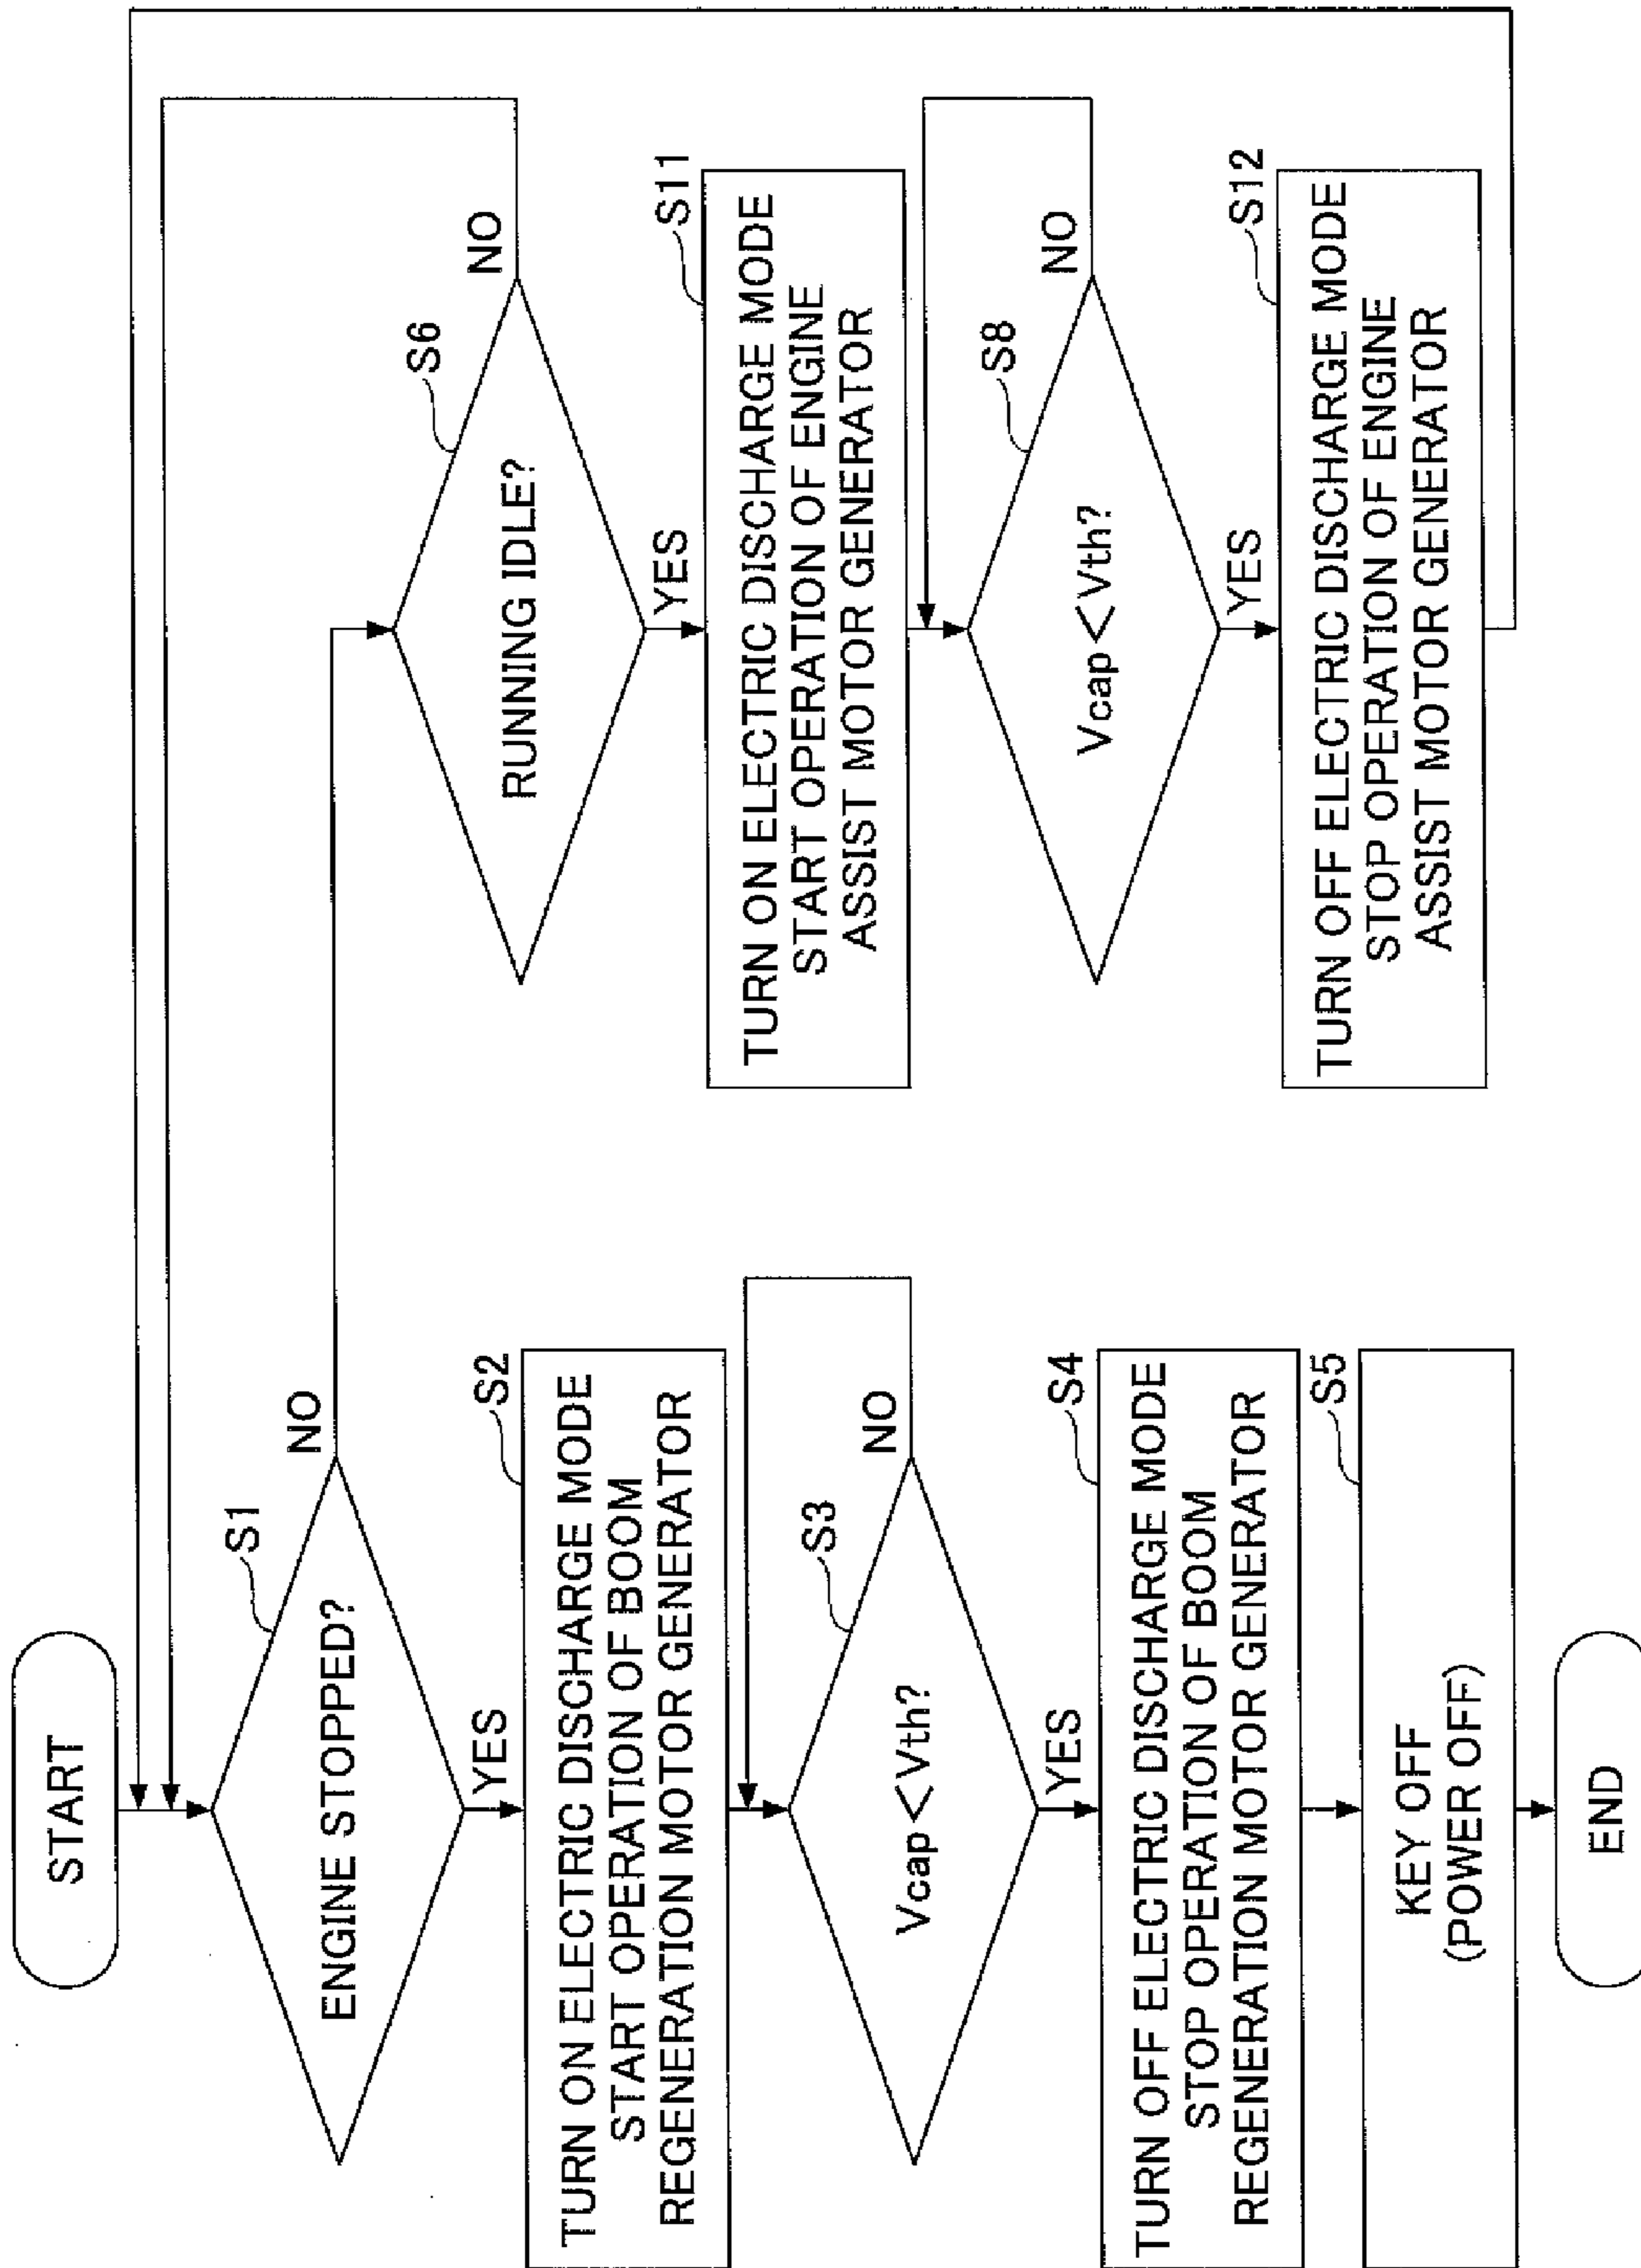 START
S1
ENGINE STOPPED?
NO
YES
S2
TURN ON ELECTRIC DISCHARGE MODE
START OPERATION OF BOOM
REGENERATION MOTOR GENERATOR
S3
Vcap<Vth?
NO
YES
S4
TURN OFF ELECTRIC DISCHARGE MODE
STOP OPERATION OF BOOM
REGENERATION MOTOR GENERATOR
S5
KEY OFF
(POWER OFF)
END
S6
RUNNING IDLE?
NO
YES
S11
TURN ON ELECTRIC DISCHARGE MODE
START OPERATION OF ENGINE
ASSIST MOTOR GENERATOR
S8
Vcap<Vth?
NO
YES
S12
TURN OFF ELECTRIC DISCHARGE MODE
STOP OPERATION OF ENGINE
ASSIST MOTOR GENERATOR